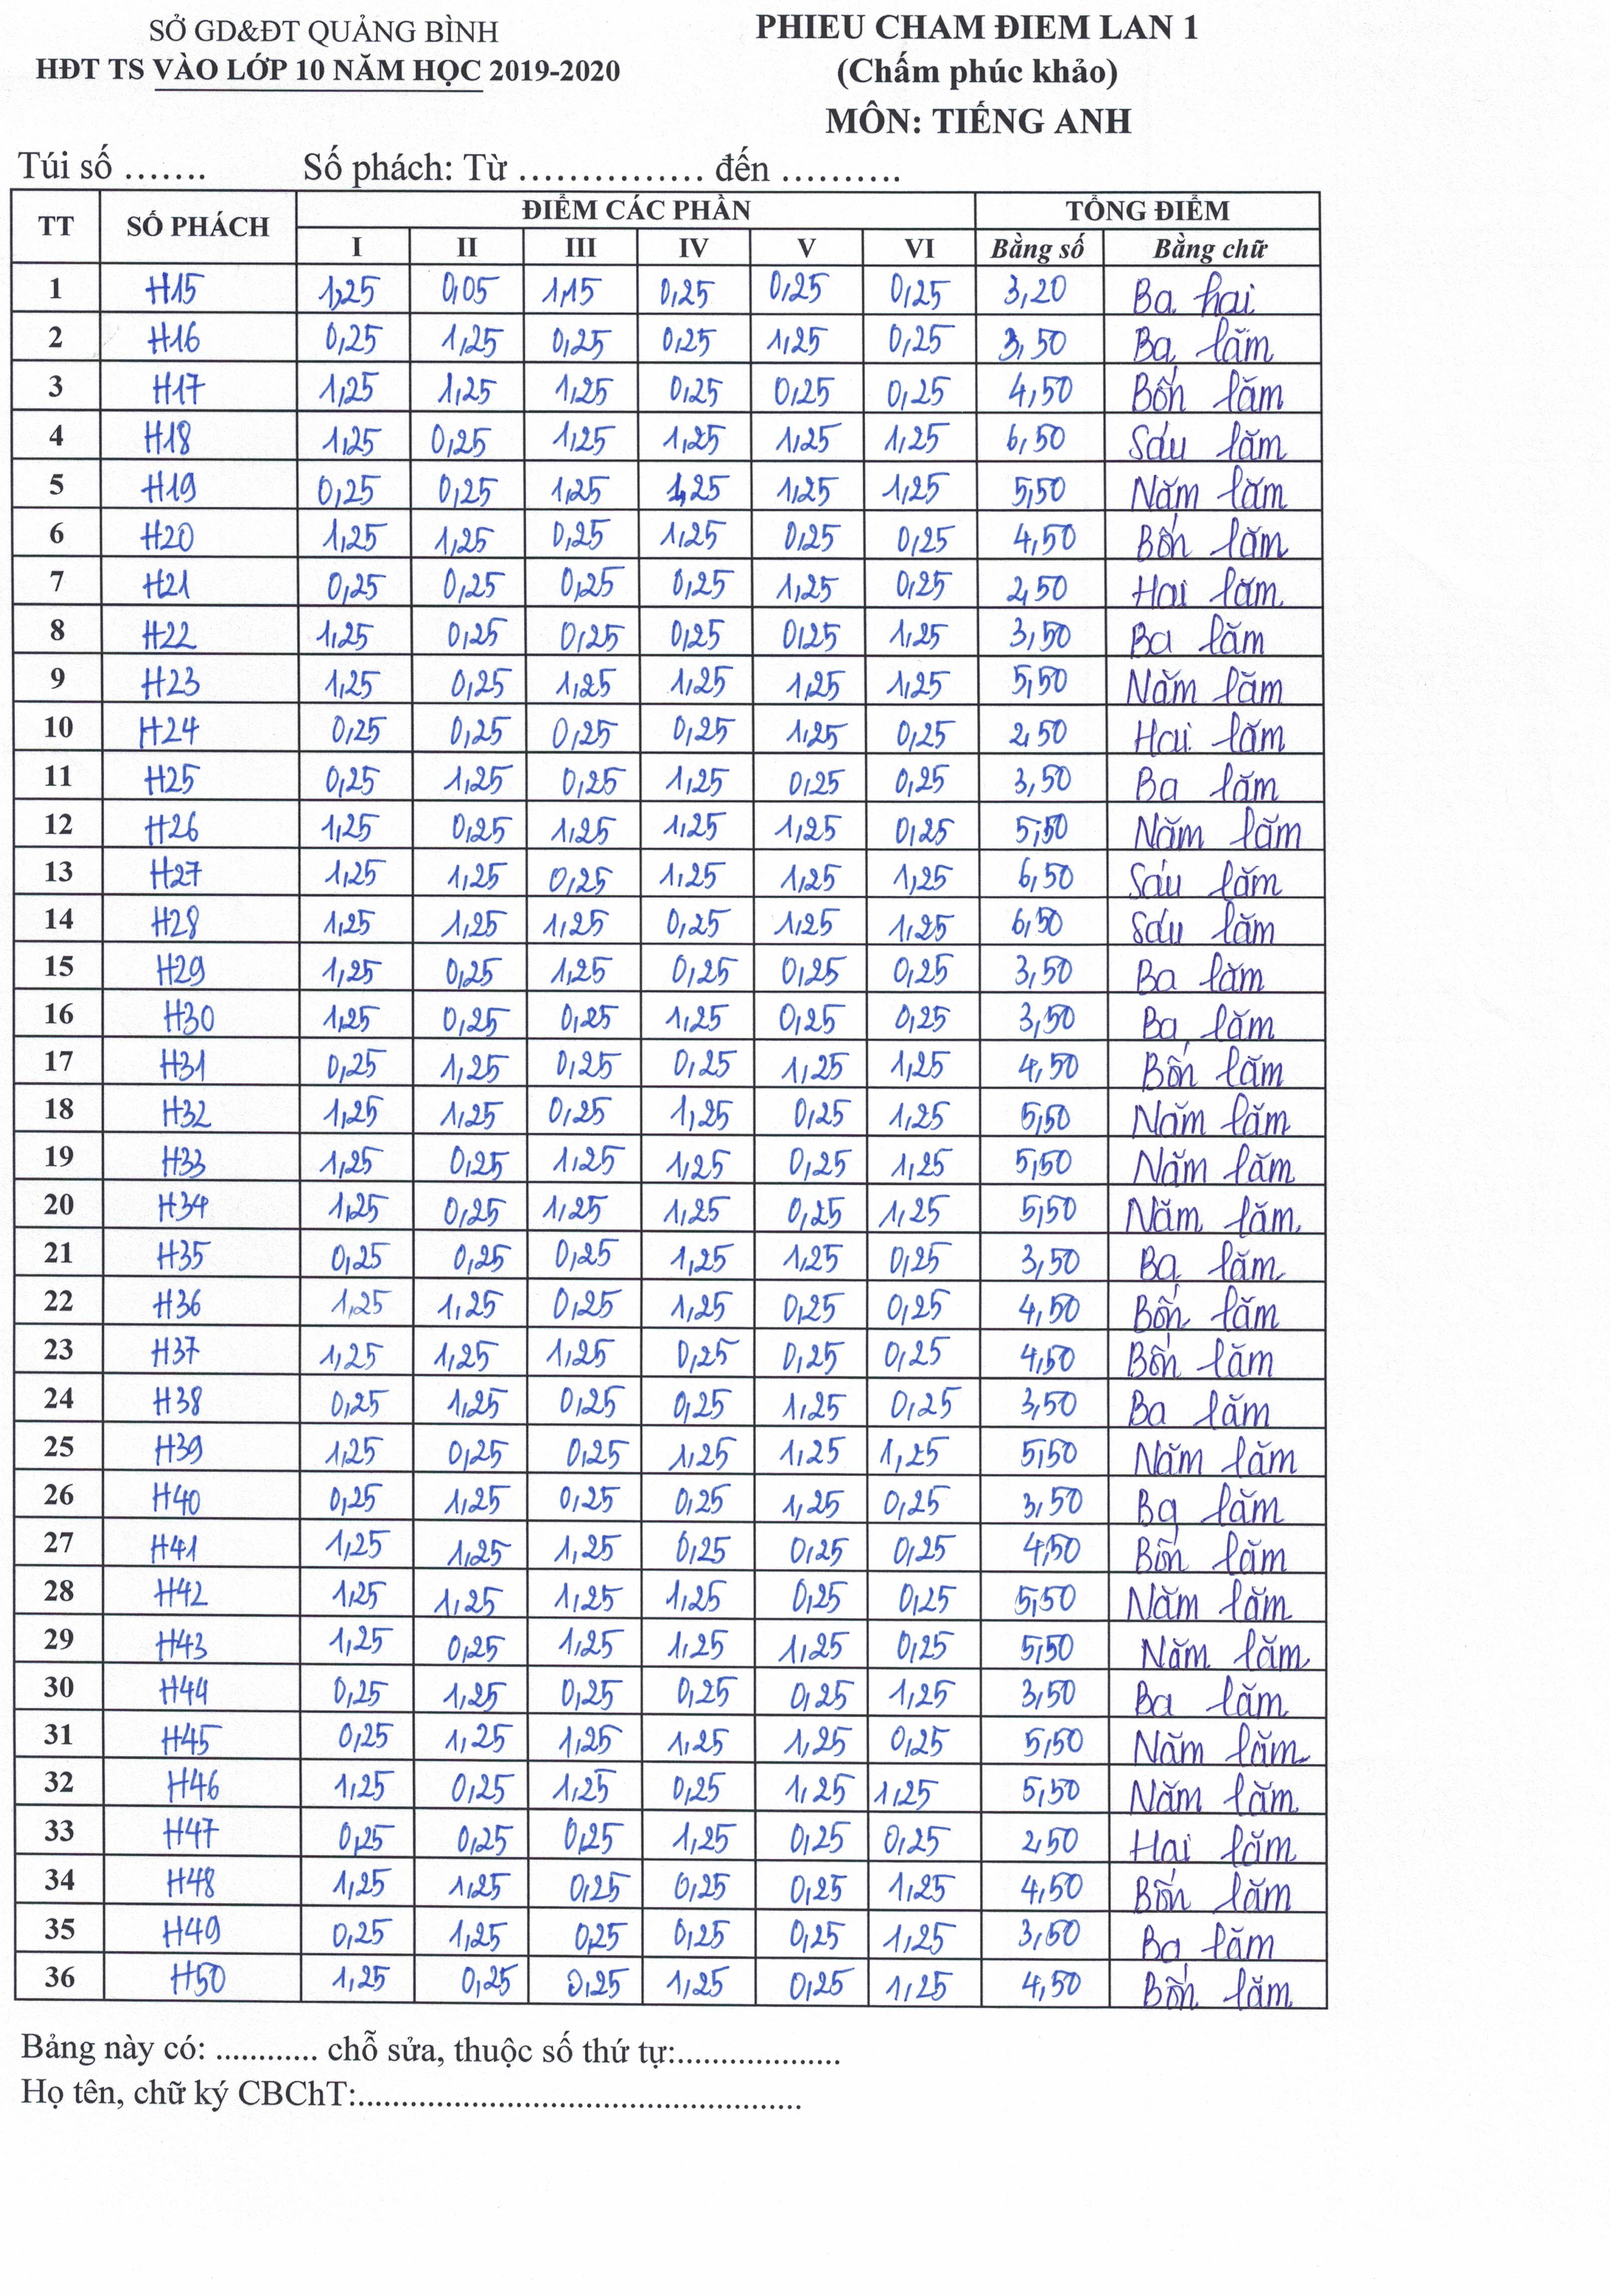 SỞ GD&ĐT QUẢNG BÌNH
HĐT TS VÀO LỚP 10 NĂM HỌC 2019-2020
PHIEU CHAM ĐIEM LAN 1
(Chấm phúc khảo)
MÔN: TIẾNG ANH
Túi số ....... Số phách: Từ ............... đến ..........
TT SỐ PHÁCH ĐIỂM CÁC PHẦN TỔNG ĐIỂM
I II III IV V VI Bằng số Bằng chữ
1 H15 1,25 0,05 1,15 0,25 0,25 0,25 3,20 Ba hai
2 H16 0,25 1,25 0,25 0,25 1,25 0,25 3,50 Ba lăm
3 H17 1,25 1,25 1,25 0,25 0,25 0,25 4,50 Bốn lăm
4 H18 1,25 0,25 1,25 1,25 1,25 1,25 6,50 Sáu lăm
5 H19 0,25 0,25 1,25 1,25 1,25 1,25 5,50 Năm lăm
6 H20 1,25 1,25 0,25 1,25 0,25 0,25 4,50 Bốn lăm
7 H21 0,25 0,25 0,25 0,25 1,25 0,25 2,50 Hai lăm
8 H22 1,25 0,25 0,25 0,25 0,25 1,25 3,50 Ba lăm
9 H23 1,25 0,25 1,25 1,25 1,25 1,25 5,50 Năm lăm
10 H24 0,25 0,25 0,25 0,25 1,25 0,25 2,50 Hai lăm
11 H25 0,25 1,25 0,25 1,25 0,25 0,25 3,50 Ba lăm
12 H26 1,25 0,25 1,25 1,25 1,25 0,25 5,50 Năm lăm
13 H27 1,25 1,25 0,25 1,25 1,25 1,25 6,50 Sáu lăm
14 H28 1,25 1,25 1,25 0,25 1,25 1,25 6,50 Sáu lăm
15 H29 1,25 0,25 1,25 0,25 0,25 0,25 3,50 Ba lăm
16 H30 1,25 0,25 0,25 1,25 0,25 0,25 3,50 Ba lăm
17 H31 0,25 1,25 0,25 0,25 1,25 1,25 4,50 Bốn lăm
18 H32 1,25 1,25 0,25 1,25 0,25 1,25 5,50 Năm lăm
19 H33 1,25 0,25 1,25 1,25 0,25 1,25 5,50 Năm lăm
20 H34 1,25 0,25 1,25 1,25 0,25 1,25 5,50 Năm lăm
21 H35 0,25 0,25 0,25 1,25 1,25 0,25 3,50 Ba lăm
22 H36 1,25 1,25 0,25 1,25 0,25 0,25 4,50 Bốn lăm
23 H37 1,25 1,25 1,25 0,25 0,25 0,25 4,50 Bốn lăm
24 H38 0,25 1,25 0,25 0,25 1,25 0,25 3,50 Ba lăm
25 H39 1,25 0,25 0,25 1,25 1,25 1,25 5,50 Năm lăm
26 H40 0,25 1,25 0,25 0,25 1,25 0,25 3,50 Ba lăm
27 H41 1,25 1,25 1,25 0,25 0,25 0,25 4,50 Bốn lăm
28 H42 1,25 1,25 1,25 1,25 0,25 0,25 5,50 Năm lăm
29 H43 1,25 0,25 1,25 1,25 1,25 0,25 5,50 Năm lăm
30 H44 0,25 1,25 0,25 0,25 0,25 1,25 3,50 Ba lăm
31 H45 0,25 1,25 1,25 1,25 1,25 0,25 5,50 Năm lăm
32 H46 1,25 0,25 1,25 0,25 1,25 1,25 5,50 Năm lăm
33 H47 0,25 0,25 0,25 1,25 0,25 0,25 2,50 Hai lăm
34 H48 1,25 1,25 0,25 0,25 0,25 1,25 4,50 Bốn lăm
35 H49 0,25 1,25 0,25 0,25 0,25 1,25 3,50 Ba lăm
36 H50 1,25 0,25 0,25 1,25 0,25 1,25 4,50 Bốn lăm
Bảng này có: ............ chỗ sửa, thuộc số thứ tự:...................
Họ tên, chữ ký CBChT:....................................................